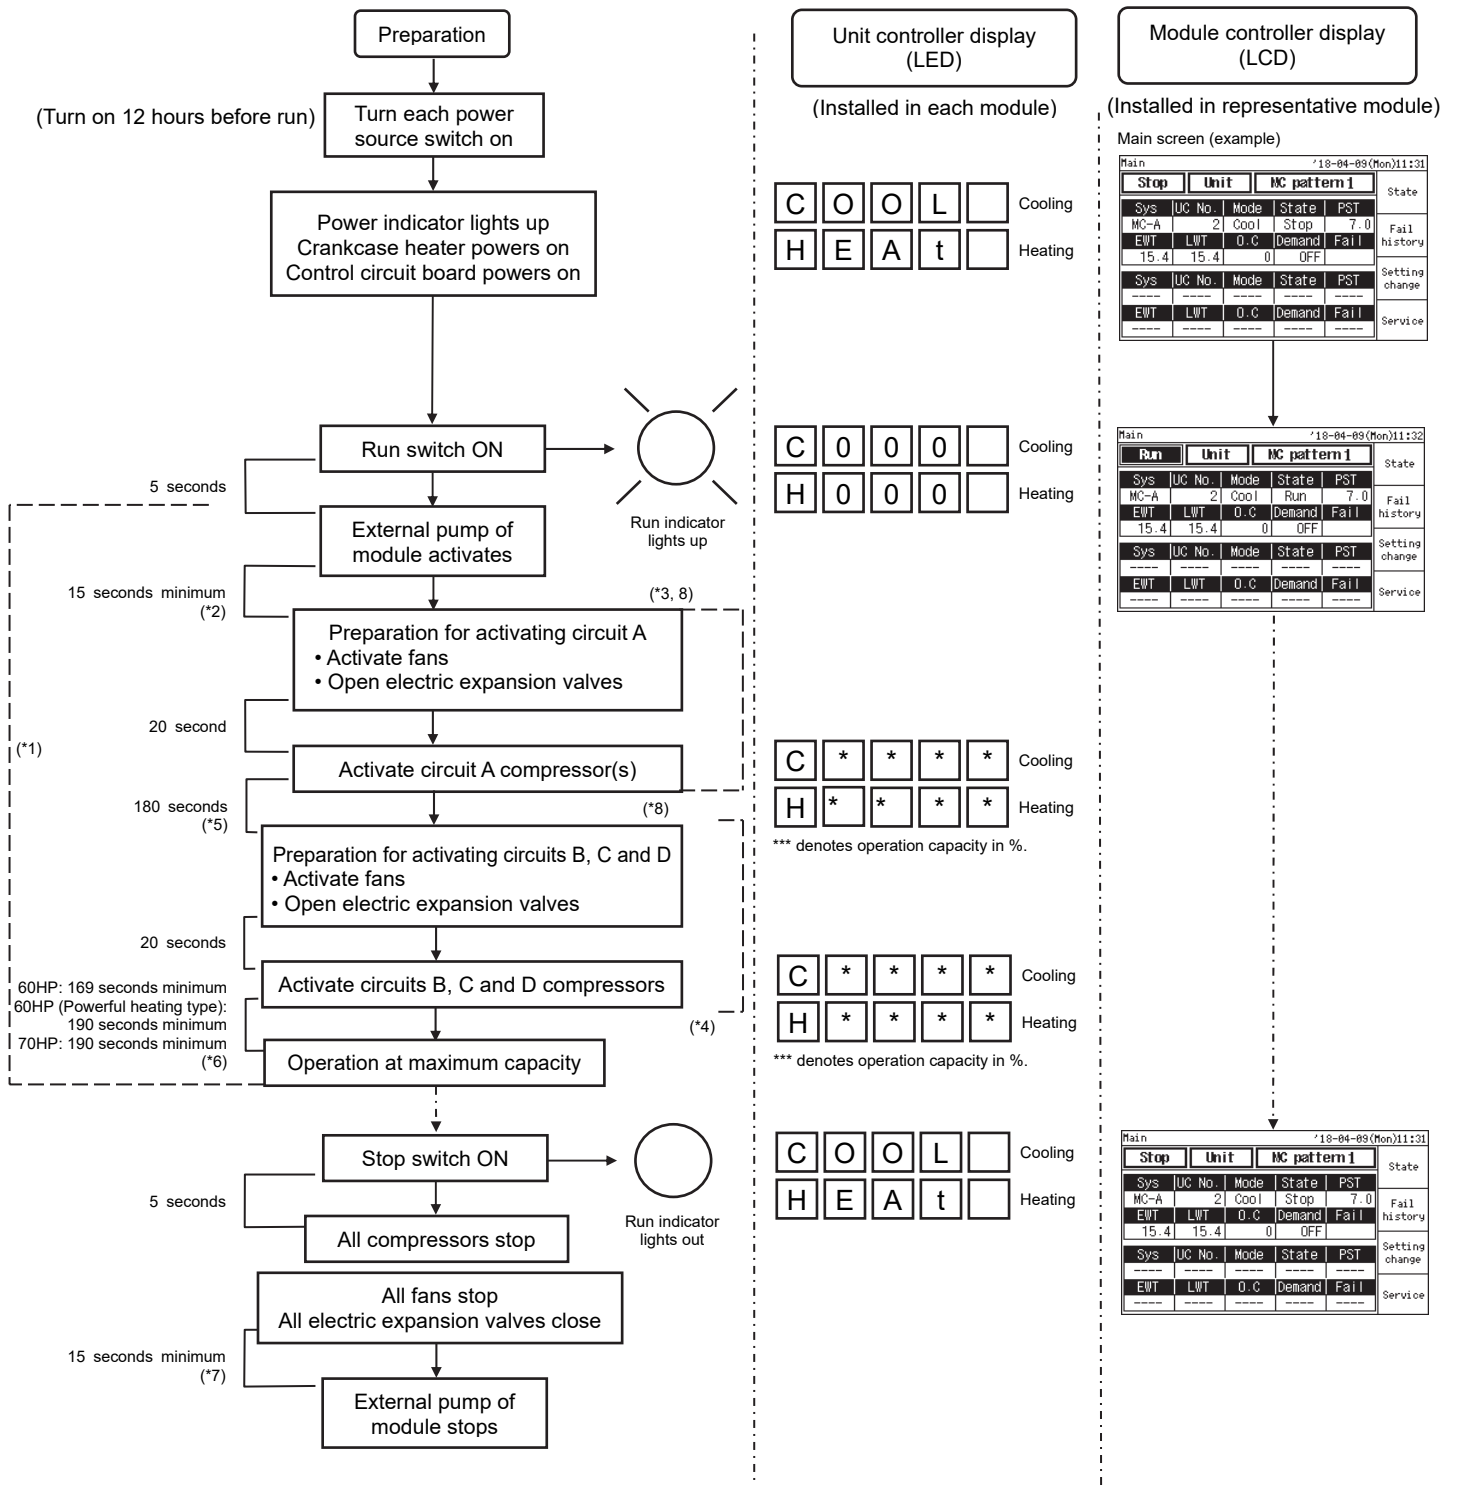 Preparation
(Turn on 12 hours before run)
Turn each power
source switch on
Power indicator lights up
Crankcase heater powers on
Control circuit board powers on
Run switch ON
Run indicator
lights up
5 seconds
External pump of
module activates
15 seconds minimum
(*2)
(*3, 8)
Preparation for activating circuit A
• Activate fans
• Open electric expansion valves
20 second
(*1)
Activate circuit A compressor(s)
180 seconds
(*5)
(*8)
Preparation for activating circuits B, C and D
• Activate fans
• Open electric expansion valves
20 seconds
Activate circuits B, C and D compressors
60HP: 169 seconds minimum
60HP (Powerful heating type):
190 seconds minimum
70HP: 190 seconds minimum
(*6)
(*4)
Operation at maximum capacity
Stop switch ON
Run indicator
lights out
5 seconds
All compressors stop
All fans stop
All electric expansion valves close
15 seconds minimum
(*7)
External pump of
module stops
Unit controller display
(LED)
(Installed in each module)
C O O L Cooling
H E A t Heating
C 0 0 0 Cooling
H 0 0 0 Heating
C * * * * Cooling
H * * * * Heating
*** denotes operation capacity in %.
C * * * * Cooling
H * * * * Heating
*** denotes operation capacity in %.
C O O L Cooling
H E A t Heating
Module controller display
(LCD)
(Installed in representative module)
Main screen (example)
Main '18-04-09(Mon)11:31
Stop Unit NC pattern1
State
Sys UC No. Mode State PST
MC-A 2 Cool Stop 7.0
Fail
history
EWT LWT O.C Demand Fail
15.4 15.4 0 OFF
Setting
change
Sys UC No. Mode State PST
---- ---- ---- ---- ----
EWT LWT O.C Demand Fail
---- ---- ---- ---- ----
Service
Main '18-04-09(Mon)11:32
Run Unit NC pattern1
State
Sys UC No. Mode State PST
MC-A 2 Cool Run 7.0
Fail
history
EWT LWT O.C Demand Fail
15.4 15.4 0 OFF
Setting
change
Sys UC No. Mode State PST
---- ---- ---- ---- ----
EWT LWT O.C Demand Fail
---- ---- ---- ---- ----
Service
Main '18-04-09(Mon)11:31
Stop Unit NC pattern1
State
Sys UC No. Mode State PST
MC-A 2 Cool Stop 7.0
Fail
history
EWT LWT O.C Demand Fail
15.4 15.4 0 OFF
Setting
change
Sys UC No. Mode State PST
---- ---- ---- ---- ----
EWT LWT O.C Demand Fail
---- ---- ---- ---- ----
Service